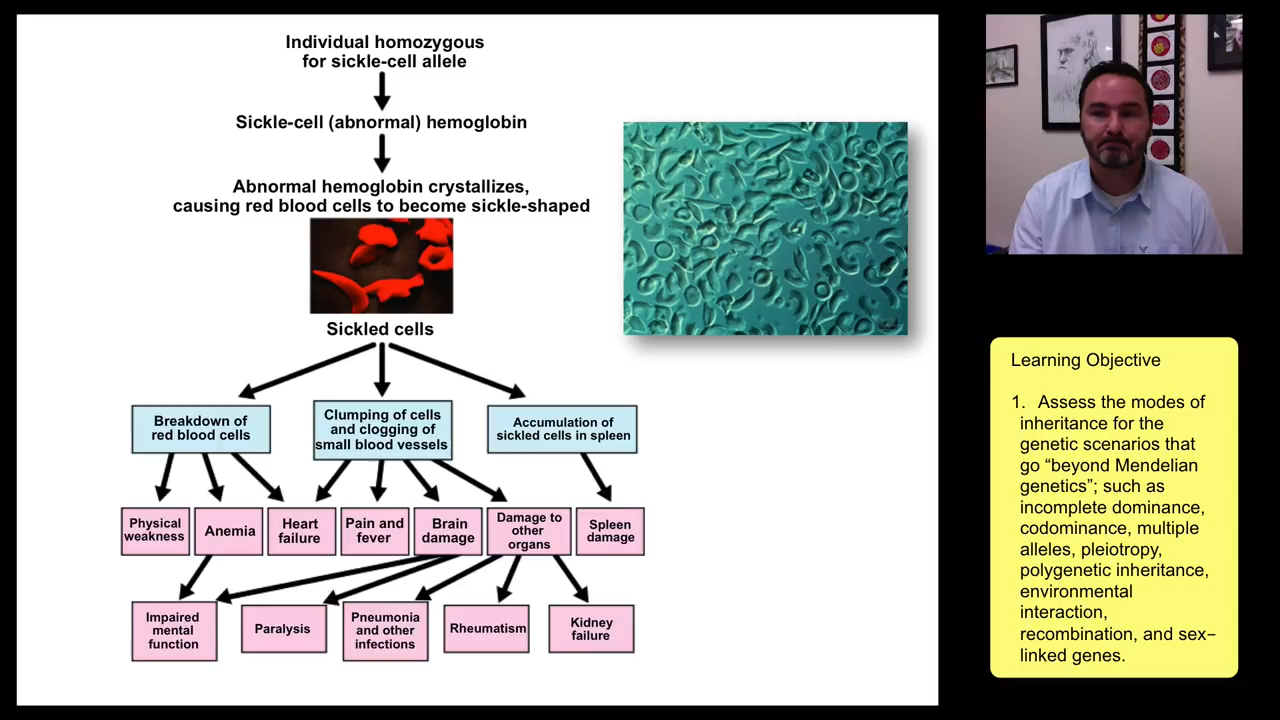 Individual homozygous
for sickle-cell allele
Sickle-cell (abnormal) hemoglobin
Abnormal hemoglobin crystallizes,
causing red blood cells to become sickle-shaped
Sickled cells
Breakdown of
red blood cells
Clumping of cells
and clogging of
small blood vessels
Accumulation of
sickled cells in spleen
Physical
weakness
Anemia
Heart
failure
Pain and
fever
Brain
damage
Damage to
other
organs
Spleen
damage
Impaired
mental
function
Paralysis
Pneumonia
and other
infections
Rheumatism
Kidney
failure
Learning Objective
1. Assess the modes of
inheritance for the
genetic scenarios that
go “beyond Mendelian
genetics”; such as
incomplete dominance,
codominance, multiple
alleles, pleiotropy,
polygenetic inheritance,
environmental
interaction,
recombination, and sex–
linked genes.